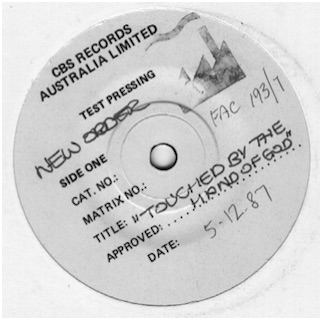 CBS RECORDS
AUSTRALIA LIMITED
TEST PRESSING
FAC 193/7
NEW ORDER
SIDE ONE
CAT. NO.:
MATRIX NO.:
TITLE: "TOUCHED BY THE
HAND OF GOD"
APPROVED:....................
DATE: 5-12-87